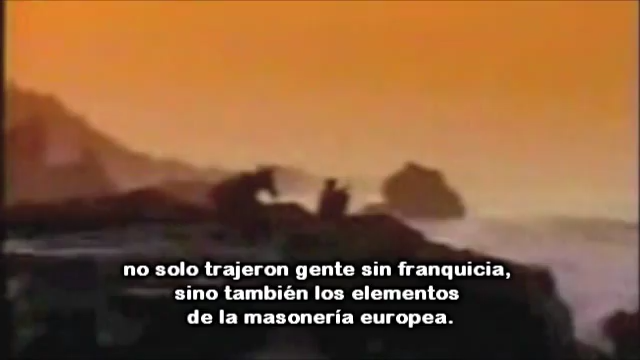 no solo trajeron gente sin franquicia,
sino también los elementos
de la masonería europea.